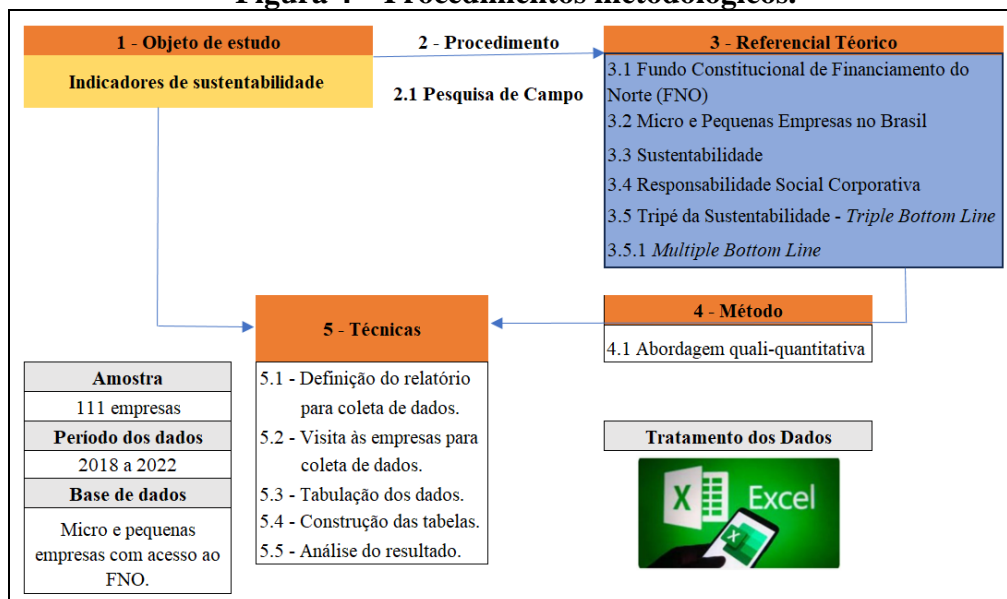 Figura 4 – Procedimentos metodológicos.
1 - Objeto de estudo
Indicadores de sustentabilidade
2 - Procedimento
2.1 Pesquisa de Campo
3 - Referencial Téorico
3.1 Fundo Constitucional de Financiamento do
Norte (FNO)
3.2 Micro e Pequenas Empresas no Brasil
3.3 Sustentabilidade
3.4 Responsabilidade Social Corporativa
3.5 Tripé da Sustentabilidade - Triple Bottom Line
3.5.1 Multiple Bottom Line
4 - Método
4.1 Abordagem quali-quantitativa
5 - Técnicas
5.1 - Definição do relatório
para coleta de dados.
5.2 - Visita às empresas para
coleta de dados.
5.3 - Tabulação dos dados.
5.4 - Construção das tabelas.
5.5 - Análise do resultado.
Amostra
111 empresas
Período dos dados
2018 a 2022
Base de dados
Micro e pequenas
empresas com acesso ao
FNO.
Tratamento dos Dados
X Excel
X